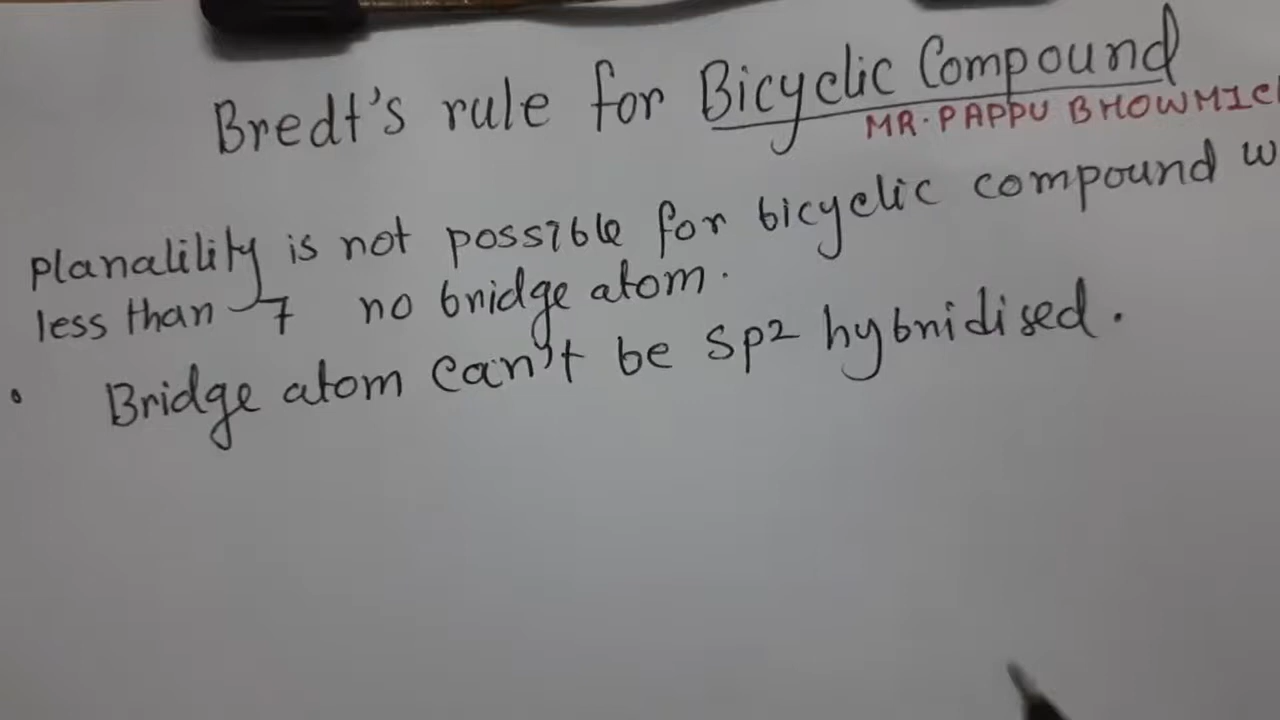 Bredt's rule for Bicyclic Compound
MR. PAPPU BHOWMIC
planalility is not possible for bicyclic compound w
less than 7 no bridge atom.
• Bridge atom can't be sp2 hybridised.